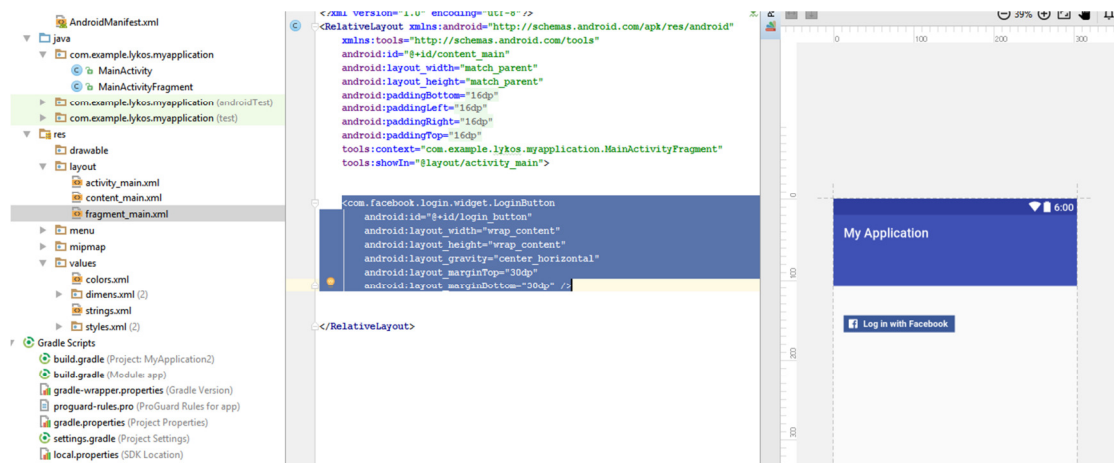 AndroidManifest.xml
java
com.example.lykos.myapplication
MainActivity
MainActivityFragment
com.example.lykos.myapplication (androidTest)
com.example.lykos.myapplication (test)
res
drawable
layout
activity_main.xml
content_main.xml
fragment_main.xml
menu
mipmap
values
colors.xml
dimens.xml (2)
strings.xml
styles.xml (2)
Gradle Scripts
build.gradle (Project: MyApplication2)
build.gradle (Module: app)
gradle-wrapper.properties (Gradle Version)
proguard-rules.pro (ProGuard Rules for app)
gradle.properties (Project Properties)
settings.gradle (Project Settings)
local.properties (SDK Location)
<?xml version="1.0" encoding="utf-8"?>
<RelativeLayout xmlns:android="http://schemas.android.com/apk/res/android"
xmlns:tools="http://schemas.android.com/tools"
android:id="@+id/content_main"
android:layout_width="match_parent"
android:layout_height="match_parent"
android:paddingBottom="16dp"
android:paddingLeft="16dp"
android:paddingRight="16dp"
android:paddingTop="16dp"
tools:context="com.example.lykos.myapplication.MainActivityFragment"
tools:showIn="@layout/activity_main">
<com.facebook.login.widget.LoginButton
android:id="@+id/login_button"
android:layout_width="wrap_content"
android:layout_height="wrap_content"
android:layout_gravity="center_horizontal"
android:layout_marginTop="30dp"
android:layout_marginBottom="30dp" />
</RelativeLayout>
39%
0 100 200 300
0
100
200
300
6:00
My Application
Log in with Facebook